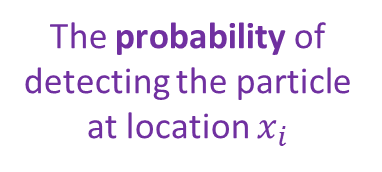 The probability of
detecting the particle
at location xᵢ